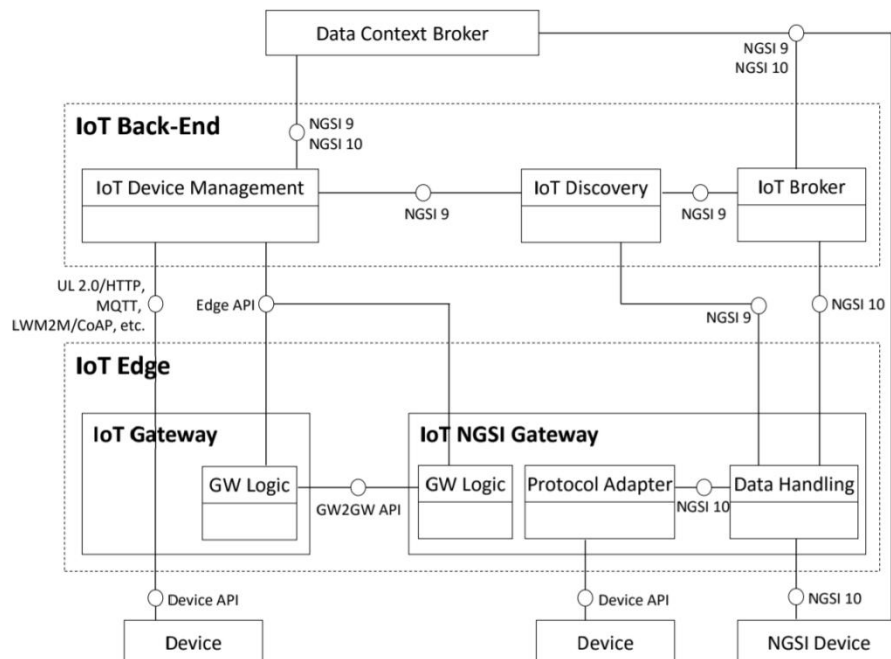 Data Context Broker
NGSI 9
NGSI 10
IoT Back-End
NGSI 9
NGSI 10
IoT Device Management
IoT Discovery
IoT Broker
NGSI 9
NGSI 9
UL 2.0/HTTP,
MQTT,
LWM2M/CoAP, etc.
Edge API
NGSI 9
NGSI 10
IoT Edge
IoT Gateway
IoT NGSI Gateway
GW Logic
GW Logic
Protocol Adapter
Data Handling
GW2GW API
NGSI 10
Device API
Device API
NGSI 10
Device
Device
NGSI Device